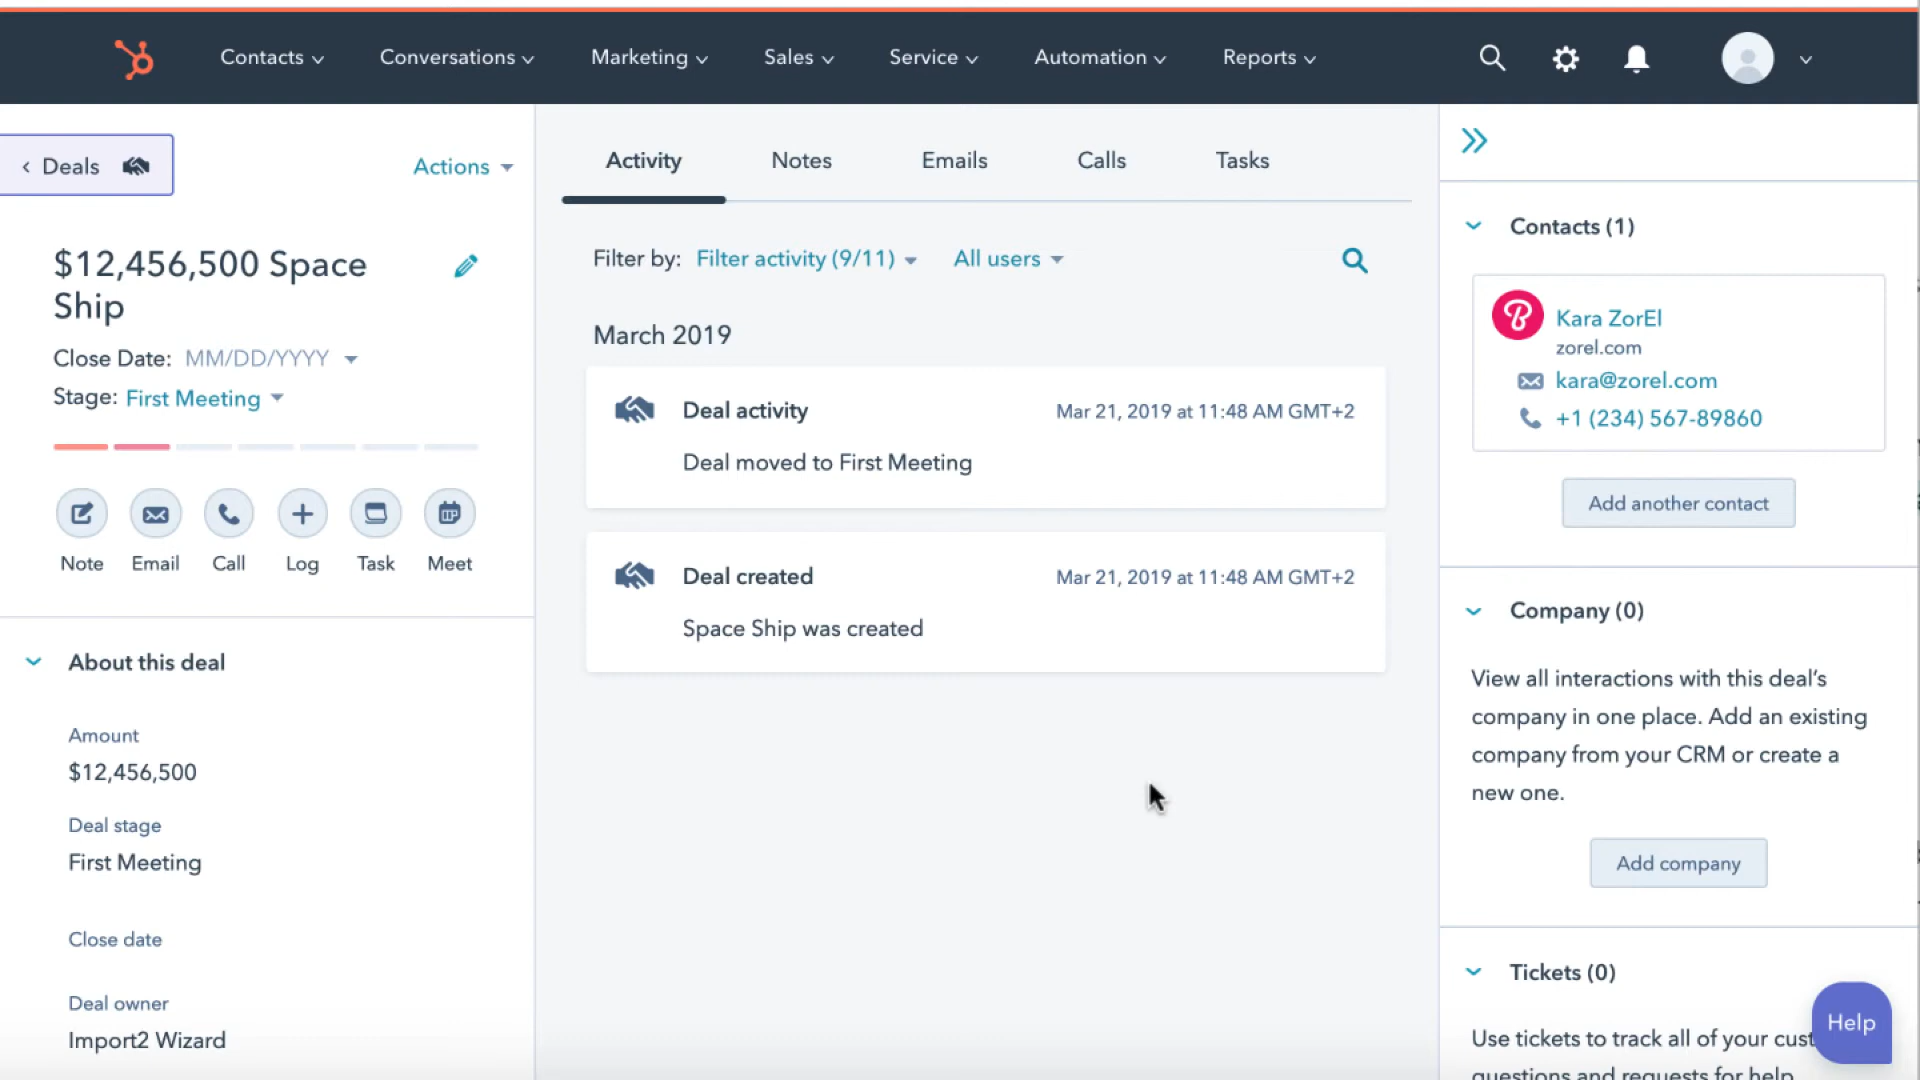 Contacts
Conversations
Marketing
Sales
Service
Automation
Reports
Deals
Actions
$12,456,500 Space
Ship
Close Date: MM/DD/YYYY
Stage: First Meeting
Note
Email
Call
Log
Task
Meet
About this deal
Amount
$12,456,500
Deal stage
First Meeting
Close date
Deal owner
Import2 Wizard
Activity
Notes
Emails
Calls
Tasks
Filter by: Filter activity (9/11) All users
March 2019
Deal activity
Mar 21, 2019 at 11:48 AM GMT+2
Deal moved to First Meeting
Deal created
Mar 21, 2019 at 11:48 AM GMT+2
Space Ship was created
Contacts (1)
Kara ZorEl
zorel.com
kara@zorel.com
+1 (234) 567-89860
Add another contact
Company (0)
View all interactions with this deal's
company in one place. Add an existing
company from your CRM or create a
new one.
Add company
Tickets (0)
Use tickets to track all of your cust
questions and requests for help
Help